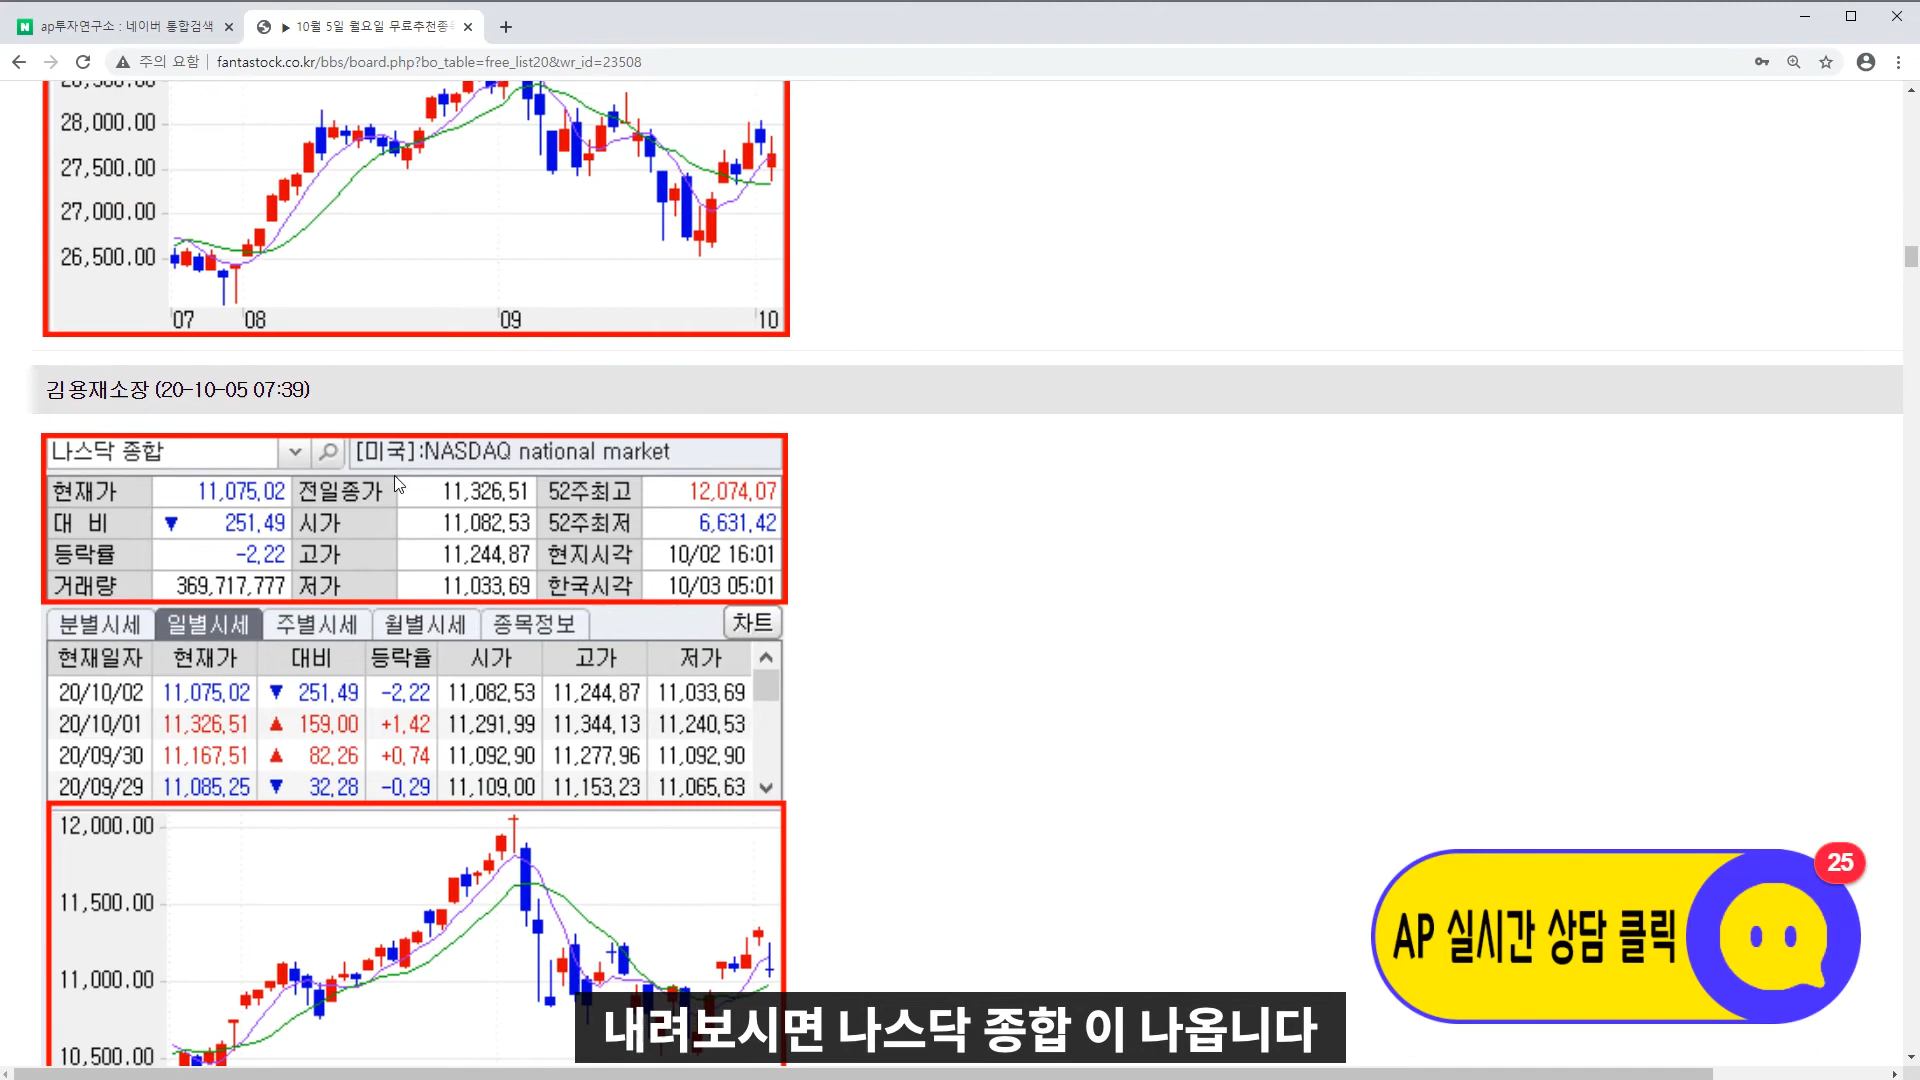 ap투자연구소 : 네이버 통합검색
▶ 10월 5일 월요일 무료추천종
주의 요함 | fantastock.co.kr/bbs/board.php?bo_table=free_list20&wr_id=23508
28,000.00
27,500.00
27,000.00
26,500.00
07 08 09 10
김용재소장 (20-10-05 07:39)
나스닥 종합 [미국]:NASDAQ national market
현재가 11,075.02 전일종가 11,326.51 52주최고 12,074.07
대 비 ▼ 251.49 시가 11,082.53 52주최저 6,631.42
등락률 -2.22 고가 11,244.87 현지시각 10/02 16:01
거래량 369,717,777 저가 11,033.69 한국시각 10/03 05:01
분별시세 일별시세 주별시세 월별시세 종목정보 차트
현재일자 현재가 대비 등락율 시가 고가 저가
20/10/02 11,075.02 ▼ 251.49 -2.22 11,082.53 11,244.87 11,033.69
20/10/01 11,326.51 ▲ 159.00 +1.42 11,291.99 11,344.13 11,240.53
20/09/30 11,167.51 ▲ 82.26 +0.74 11,092.90 11,277.96 11,092.90
20/09/29 11,085.25 ▼ 32.28 -0.29 11,109.00 11,153.23 11,065.63
12,000.00
11,500.00
11,000.00
10,500.00
25
AP 실시간 상담 클릭
내려보시면 나스닥 종합 이 나옵니다